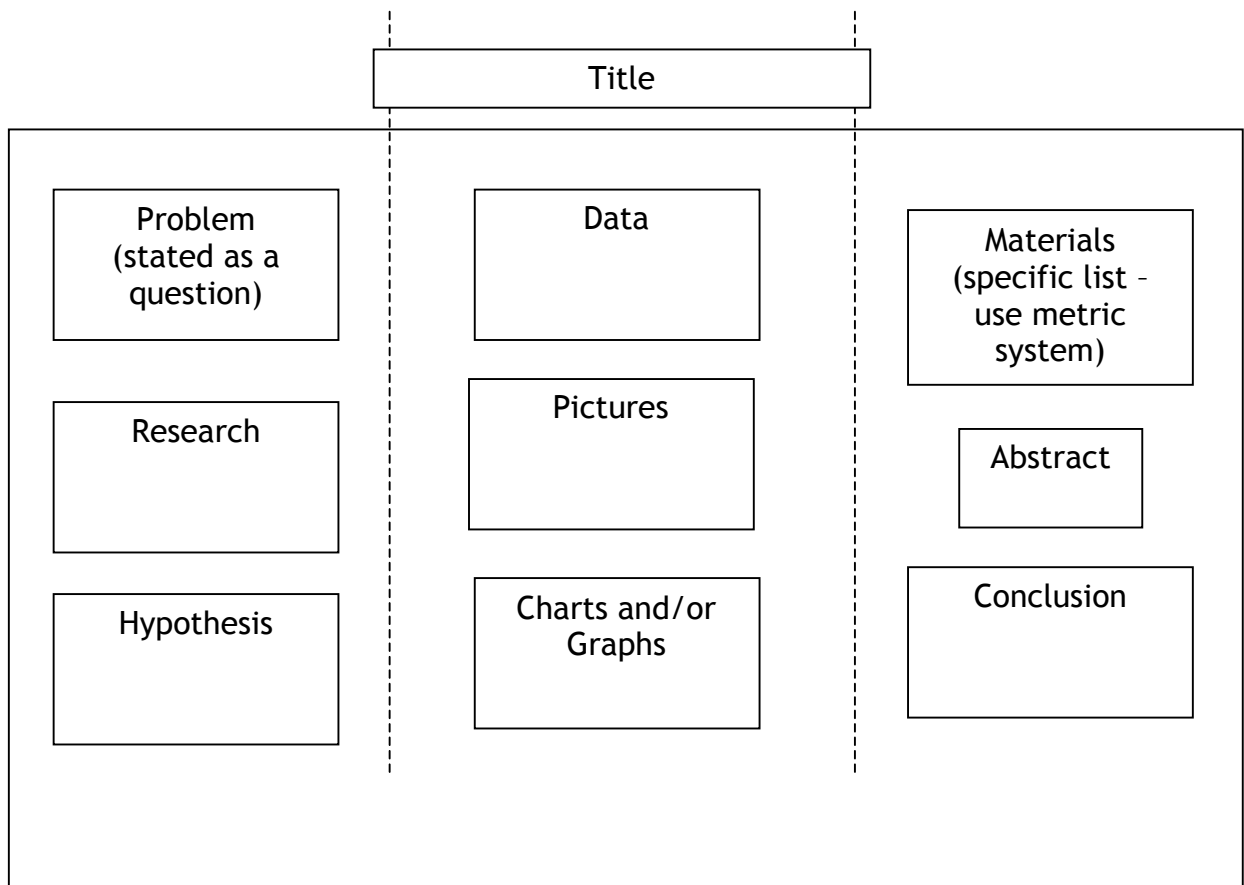 Title
Problem
(stated as a
question)
Research
Hypothesis
Data
Pictures
Charts and/or
Graphs
Materials
(specific list –
use metric
system)
Abstract
Conclusion